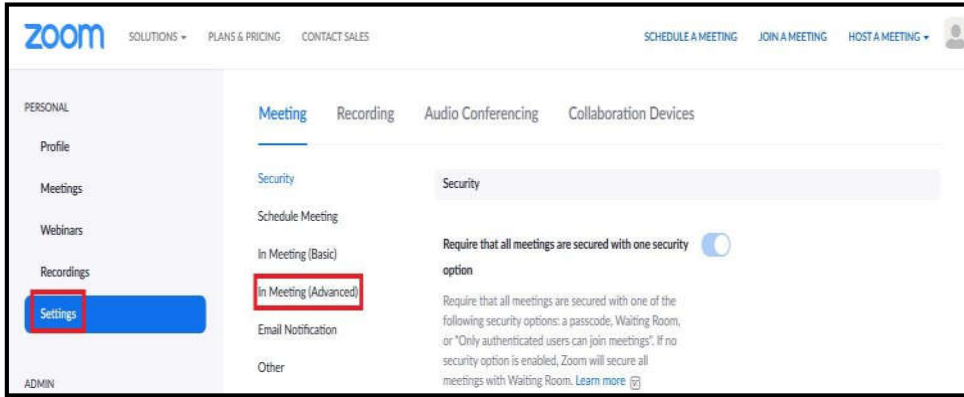 zoom SOLUTIONS PLANS & PRICING CONTACT SALES SCHEDULE A MEETING JOIN A MEETING HOST A MEETING
PERSONAL
Profile
Meetings
Webinars
Recordings
Settings
ADMIN
Meeting Recording Audio Conferencing Collaboration Devices
Security
Schedule Meeting
In Meeting (Basic)
In Meeting (Advanced)
Email Notification
Other
Security
Require that all meetings are secured with one security
option
Require that all meetings are secured with one of the
following security options: a passcode, Waiting Room,
or "Only authenticated users can join meetings". If no
security option is enabled, Zoom will secure all
meetings with Waiting Room. Learn more